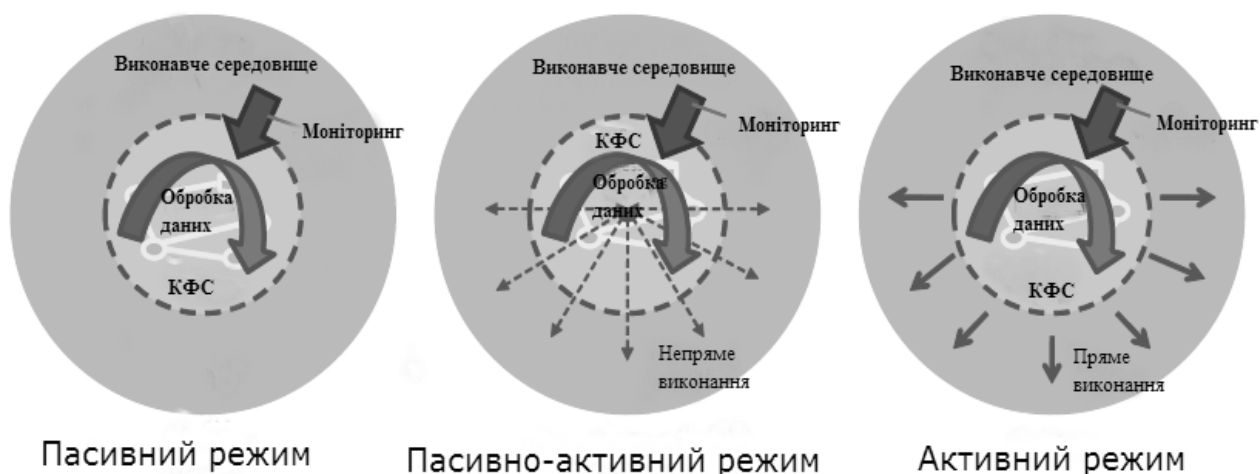 Виконавче середовище
Моніторинг
Обробка
даних
КФС
Пасивний режим
Виконавче середовище
Моніторинг
КФС
Обробка
даних
Непряме
виконання
Пасивно-активний режим
Виконавче середовище
Моніторинг
Обробка
даних
КФС
Пряме
виконання
Активний режим